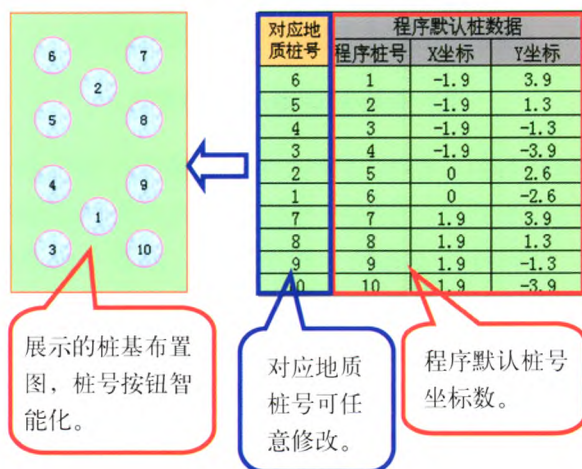 6 7
2
5 8
4 9
1
3 10
对应地
质桩号
程序默认桩数据
程序桩号 X坐标 Y坐标
6 1 -1.9 3.9
5 2 -1.9 1.3
4 3 -1.9 -1.3
3 4 -1.9 -3.9
2 5 0 2.6
1 6 0 -2.6
7 7 1.9 3.9
8 8 1.9 1.3
9 9 1.9 -1.3
10 10 1.9 -3.9
展示的桩基布置
图，桩号按钮智
能化。
对应地质
桩号可任
意修改。
程序默认桩号
坐标数。